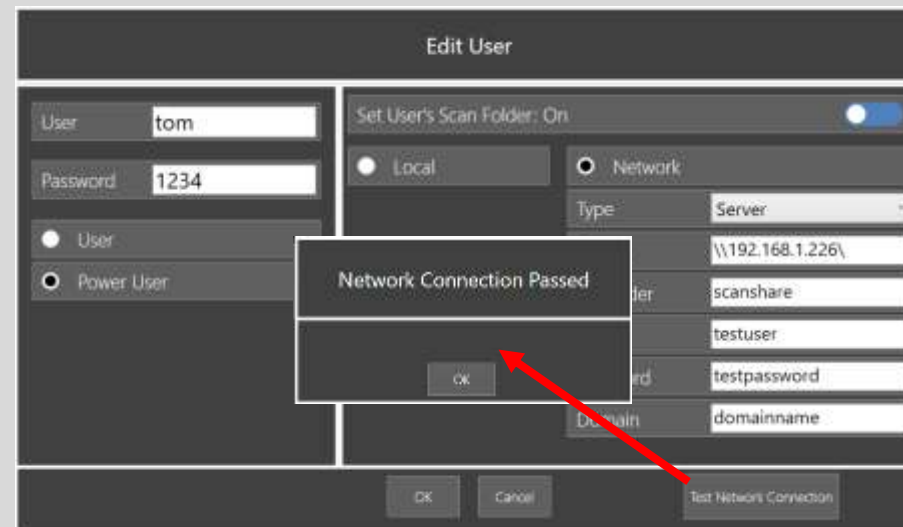 Edit User
User tom
Password 1234
User
Power User
Set User's Scan Folder: On
Local
Network
Type Server
\\192.168.1.226\
scanshare
testuser
testpassword
Domain domainname
Network Connection Passed
OK
OK Cancel Test Network Connection